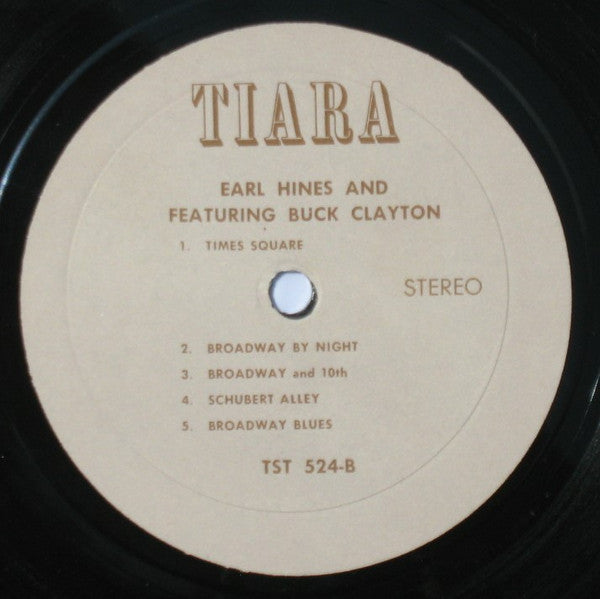 TIARA
EARL HINES AND
FEATURING BUCK CLAYTON
1. TIMES SQUARE
STEREO
2. BROADWAY BY NIGHT
3. BROADWAY and 10th
4. SCHUBERT ALLEY
5. BROADWAY BLUES
TST 524-B